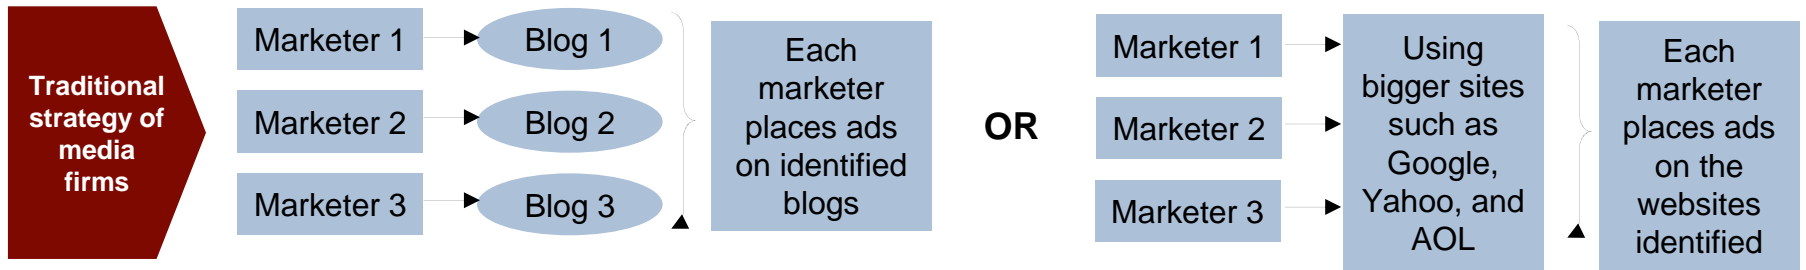 Traditional
strategy of
media
firms
Marketer 1
Blog 1
Marketer 2
Blog 2
Marketer 3
Blog 3
Each
marketer
places ads
on identified
blogs
OR
Marketer 1
Marketer 2
Marketer 3
Using
bigger sites
such as
Google,
Yahoo, and
AOL
Each
marketer
places ads
on the
websites
identified